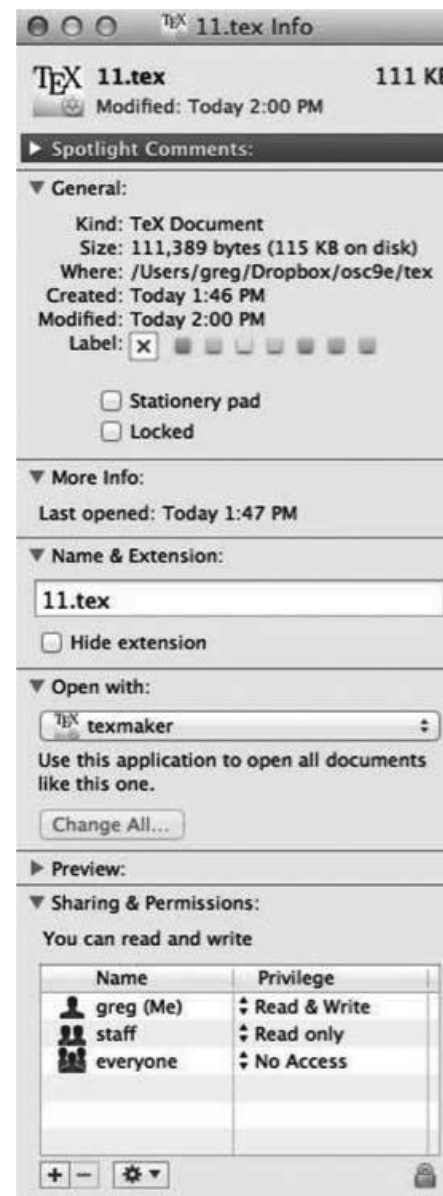 TEX 11.tex Info
TEX 11.tex 111 KB
Modified: Today 2:00 PM
Spotlight Comments:
General:
Kind: TeX Document
Size: 111,389 bytes (115 KB on disk)
Where: /Users/greg/Dropbox/osc9e/tex
Created: Today 1:46 PM
Modified: Today 2:00 PM
Label:
Stationery pad
Locked
More Info:
Last opened: Today 1:47 PM
Name & Extension:
11.tex
Hide extension
Open with:
TEX texmaker
Use this application to open all documents
like this one.
Change All...
Preview:
Sharing & Permissions:
You can read and write
Name Privilege
greg (Me) Read & Write
staff Read only
everyone No Access